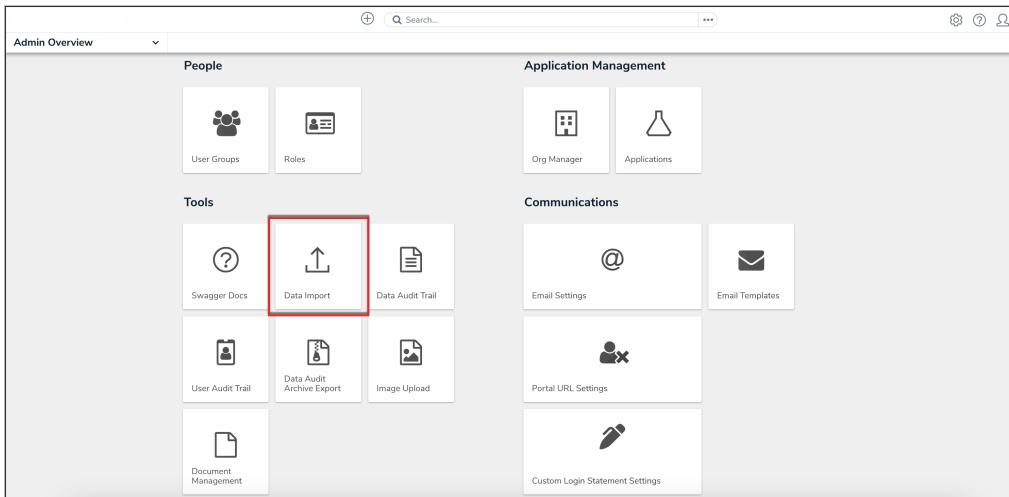 Search...
Admin Overview
People
User Groups
Roles
Application Management
Org Manager
Applications
Tools
Swagger Docs
Data Import
Data Audit Trail
User Audit Trail
Data Audit
Archive Export
Image Upload
Document
Management
Communications
Email Settings
Email Templates
Portal URL Settings
Custom Login Statement Settings